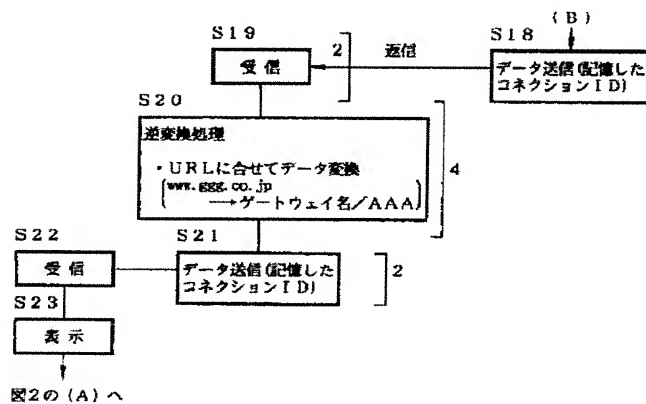 (B)
S18
データ送信(記憶した
コネクションID)
返信
S19
受信
2
S20
逆変換処理
・URLに合せてデータ変換
www.ggg.co.jp
→ゲートウェイ名/AAA
4
S21
データ送信(記憶した
コネクションID)
2
S22
受信
S23
表示
図2の(A)へ